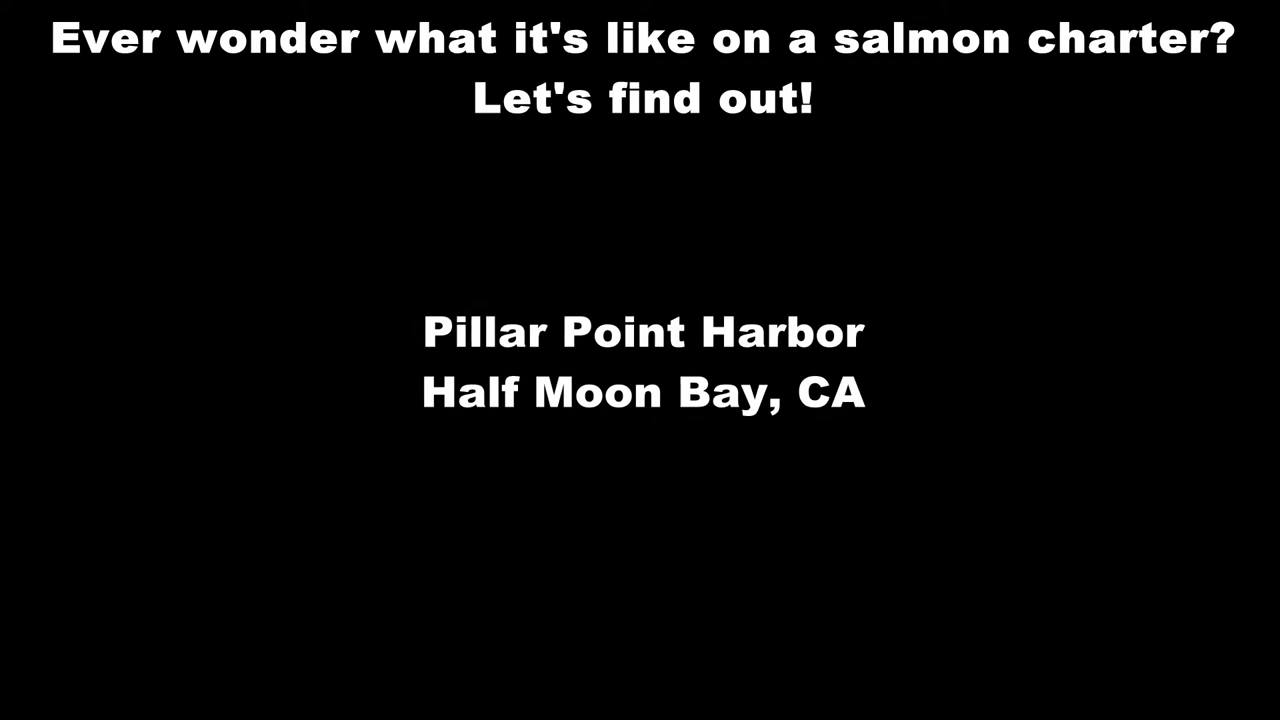 Ever wonder what it's like on a salmon charter?
Let's find out!
Pillar Point Harbor
Half Moon Bay, CA